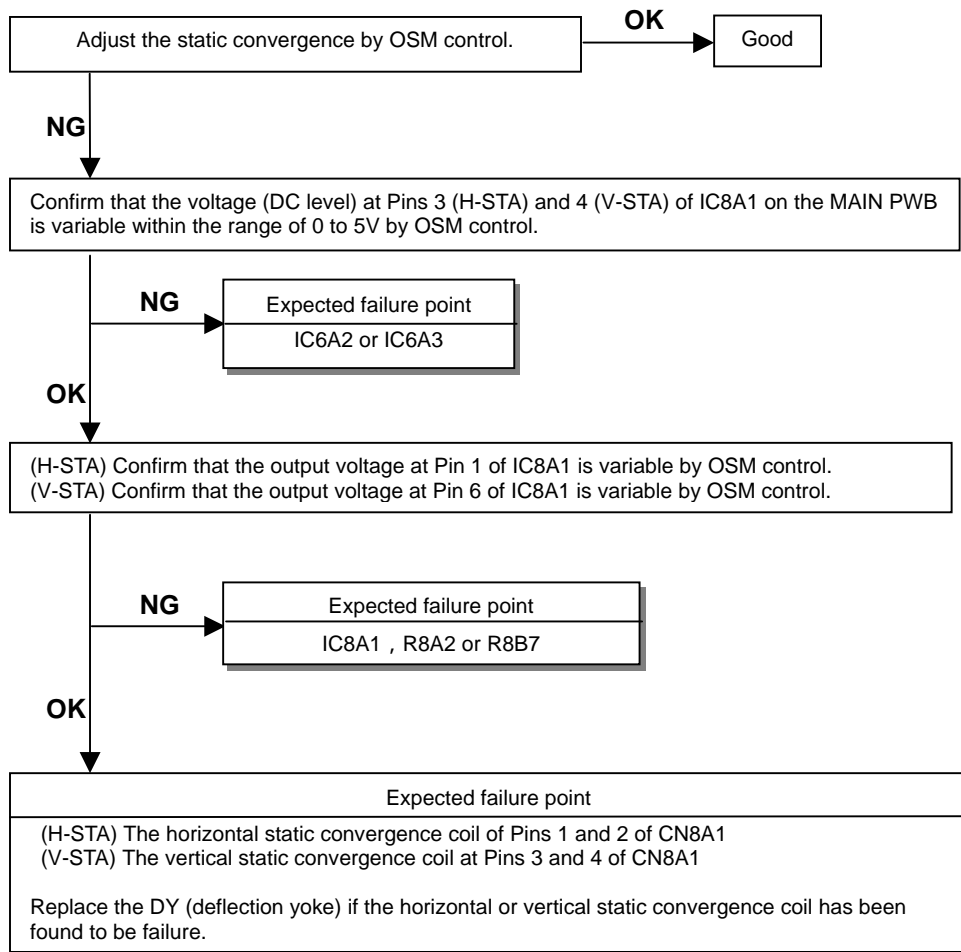 Adjust the static convergence by OSM control.
OK
Good
NG
Confirm that the voltage (DC level) at Pins 3 (H-STA) and 4 (V-STA) of IC8A1 on the MAIN PWB
is variable within the range of 0 to 5V by OSM control.
NG
Expected failure point
IC6A2 or IC6A3
OK
(H-STA) Confirm that the output voltage at Pin 1 of IC8A1 is variable by OSM control.
(V-STA) Confirm that the output voltage at Pin 6 of IC8A1 is variable by OSM control.
NG
Expected failure point
IC8A1 , R8A2 or R8B7
OK
Expected failure point
(H-STA) The horizontal static convergence coil of Pins 1 and 2 of CN8A1
(V-STA) The vertical static convergence coil at Pins 3 and 4 of CN8A1
Replace the DY (deflection yoke) if the horizontal or vertical static convergence coil has been
found to be failure.